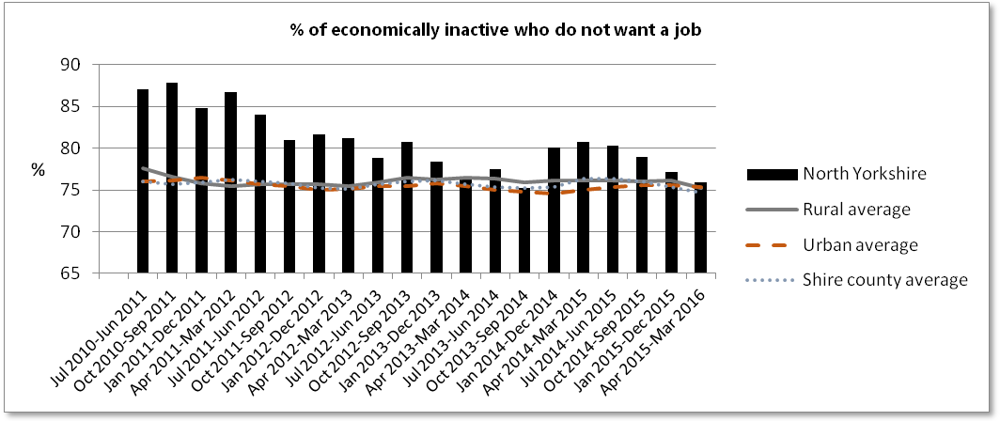 % of economically inactive who do not want a job
90
85
80
75
70
65
%
Jul 2010-Jun 2011
Oct 2010-Sep 2011
Jan 2011-Dec 2011
Apr 2011-Mar 2012
Jul 2011-Jun 2012
Oct 2011-Sep 2012
Jan 2012-Dec 2012
Apr 2012-Mar 2013
Jul 2012-Jun 2013
Oct 2012-Sep 2013
Jan 2013-Dec 2013
Apr 2013-Mar 2014
Jul 2013-Jun 2014
Oct 2013-Sep 2014
Jan 2014-Dec 2014
Apr 2014-Mar 2015
Jul 2014-Jun 2015
Oct 2014-Sep 2015
Jan 2015-Dec 2015
Apr 2015-Mar 2016
North Yorkshire
Rural average
Urban average
Shire county average